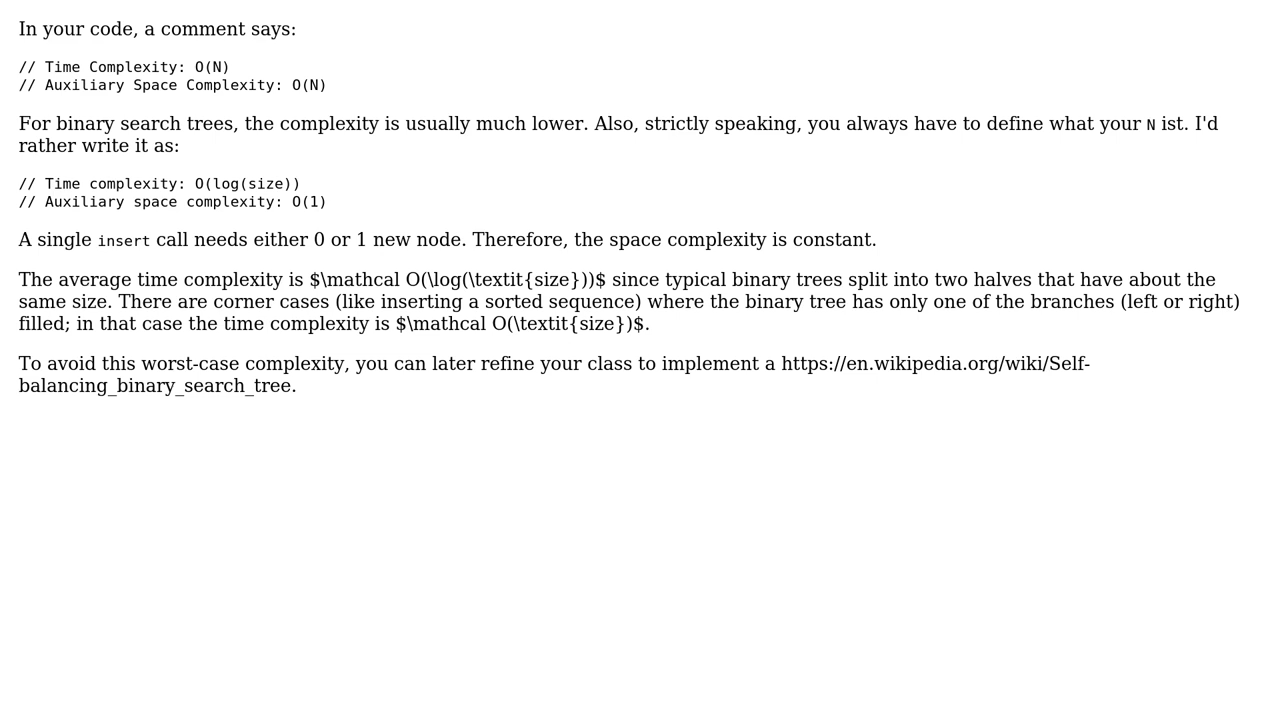 In your code, a comment says:
// Time Complexity: O(N)
// Auxiliary Space Complexity: O(N)
For binary search trees, the complexity is usually much lower. Also, strictly speaking, you always have to define what your N ist. I'd
rather write it as:
// Time complexity: O(log(size))
// Auxiliary space complexity: O(1)
A single insert call needs either 0 or 1 new node. Therefore, the space complexity is constant.
The average time complexity is $\mathcal O(\log(\textit{size}))$ since typical binary trees split into two halves that have about the
same size. There are corner cases (like inserting a sorted sequence) where the binary tree has only one of the branches (left or right)
filled; in that case the time complexity is $\mathcal O(\textit{size})$.
To avoid this worst-case complexity, you can later refine your class to implement a https://en.wikipedia.org/wiki/Self-
balancing_binary_search_tree.